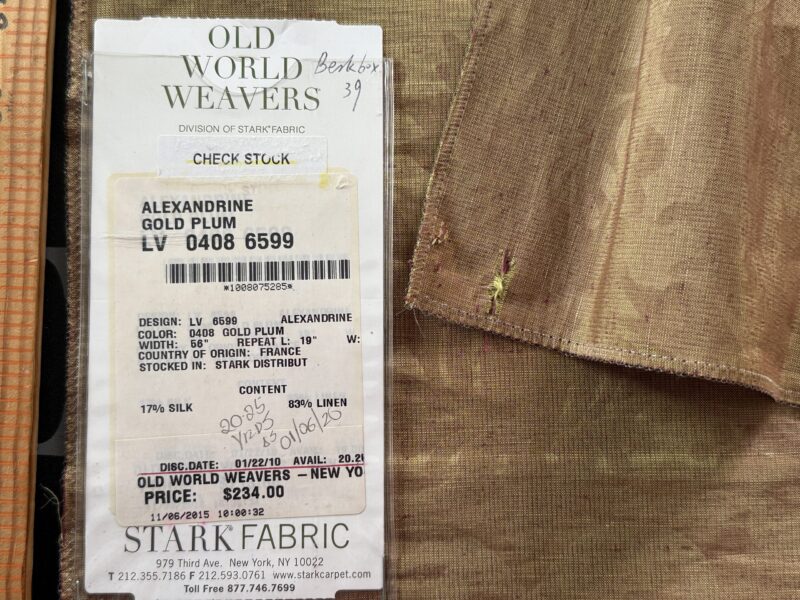 OLD
WORLD
WEAVERS
39
DIVISION OF STARK® FABRIC
CHECK STOCK
ALEXANDRINE
GOLD PLUM
LV 0408 6599
*1008075285*
DESIGN: LV 6599 ALEXANDRINE
COLOR: 0408 GOLD PLUM
WIDTH: 56" REPEAT L: 19" W:
COUNTRY OF ORIGIN: FRANCE
STOCKED IN: STARK DISTRIBUT
CONTENT
17% SILK 83% LINEN
20.25
YRDS
01/06/20
DISC.DATE: 01/22/10 AVAIL:
OLD WORLD WEAVERS - NEW YO
PRICE: $234.00
11/06/2015 10:00:32
STARK® FABRIC
979 Third Ave. New York, NY 10022
T 212.355.7186 F 212.593.0761 www.starkcarpet.com
Toll Free 877.746.7699